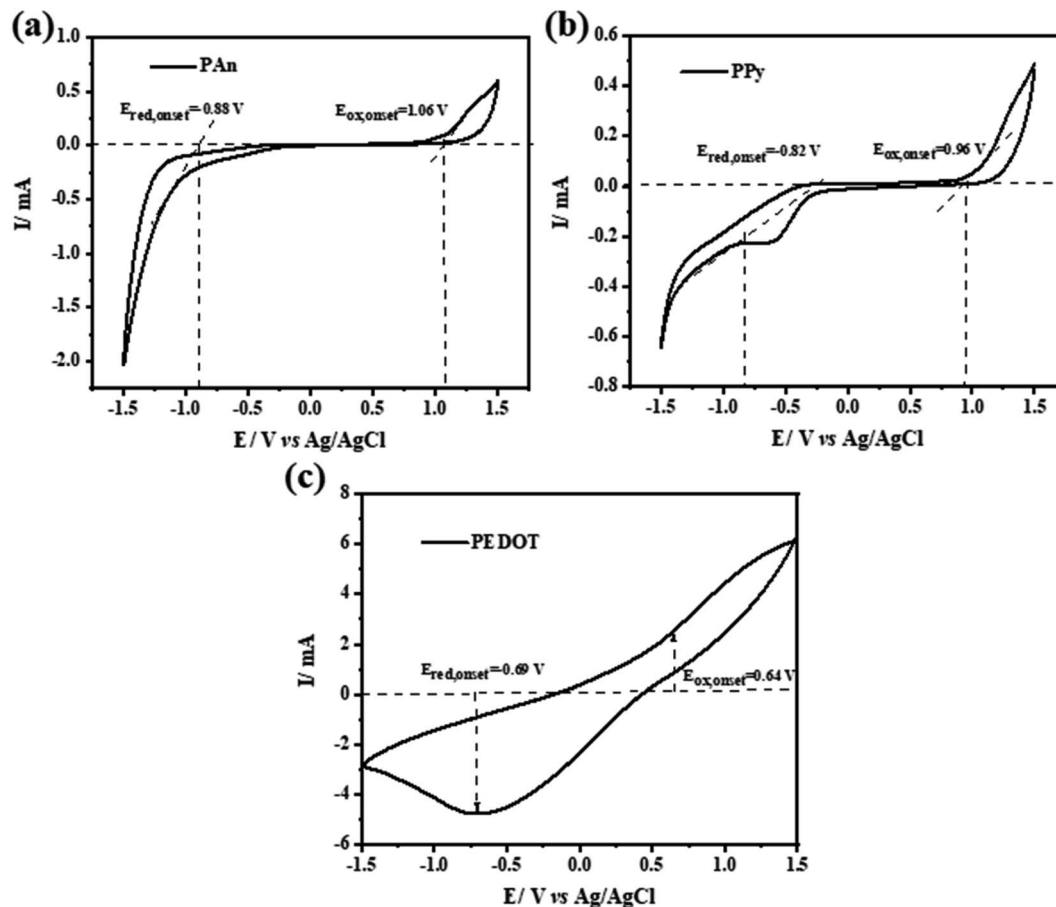 (a)
1.0
0.5
0.0
-0.5
-1.0
-1.5
-2.0
I/ mA
PAn
E_red,onset=-0.88 V
E_ox,onset=1.06 V
-1.5 -1.0 -0.5 0.0 0.5 1.0 1.5
E/ V vs Ag/AgCl
(b)
0.6
0.4
0.2
0.0
-0.2
-0.4
-0.6
-0.8
I/ mA
PPy
E_red,onset=-0.82 V
E_ox,onset=0.96 V
-1.5 -1.0 -0.5 0.0 0.5 1.0 1.5
E/ V vs Ag/AgCl
(c)
8
6
4
2
0
-2
-4
-6
I/ mA
PEDOT
E_red,onset=-0.69 V
E_ox,onset=0.64 V
-1.5 -1.0 -0.5 0.0 0.5 1.0 1.5
E/ V vs Ag/AgCl